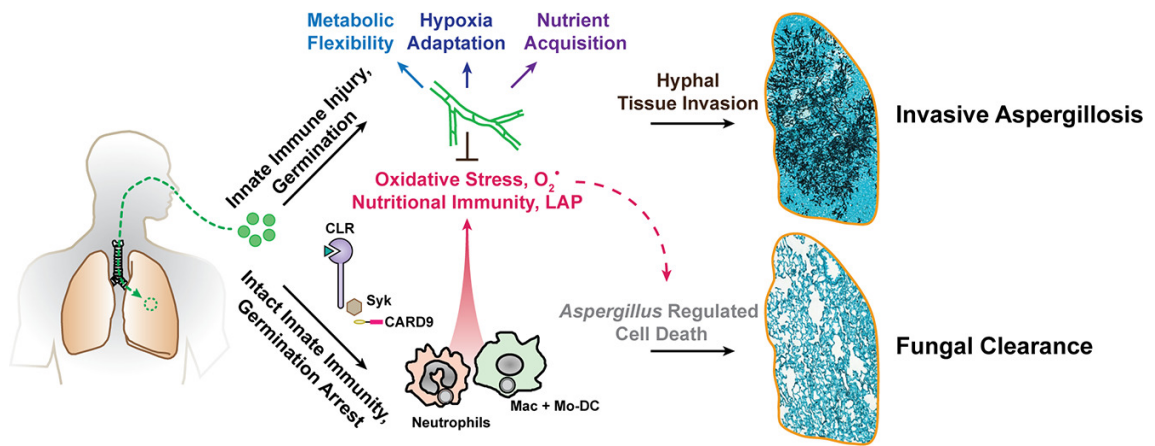 Metabolic
Flexibility
Hypoxia
Adaptation
Nutrient
Acquisition
Innate Immune Injury,
Germination
Hyphal
Tissue Invasion
Invasive Aspergillosis
Oxidative Stress, O₂•
Nutritional Immunity, LAP
CLR
Syk
CARD9
Intact Innate Immunity,
Germination Arrest
Neutrophils
Mac + Mo-DC
Aspergillus Regulated
Cell Death
Fungal Clearance